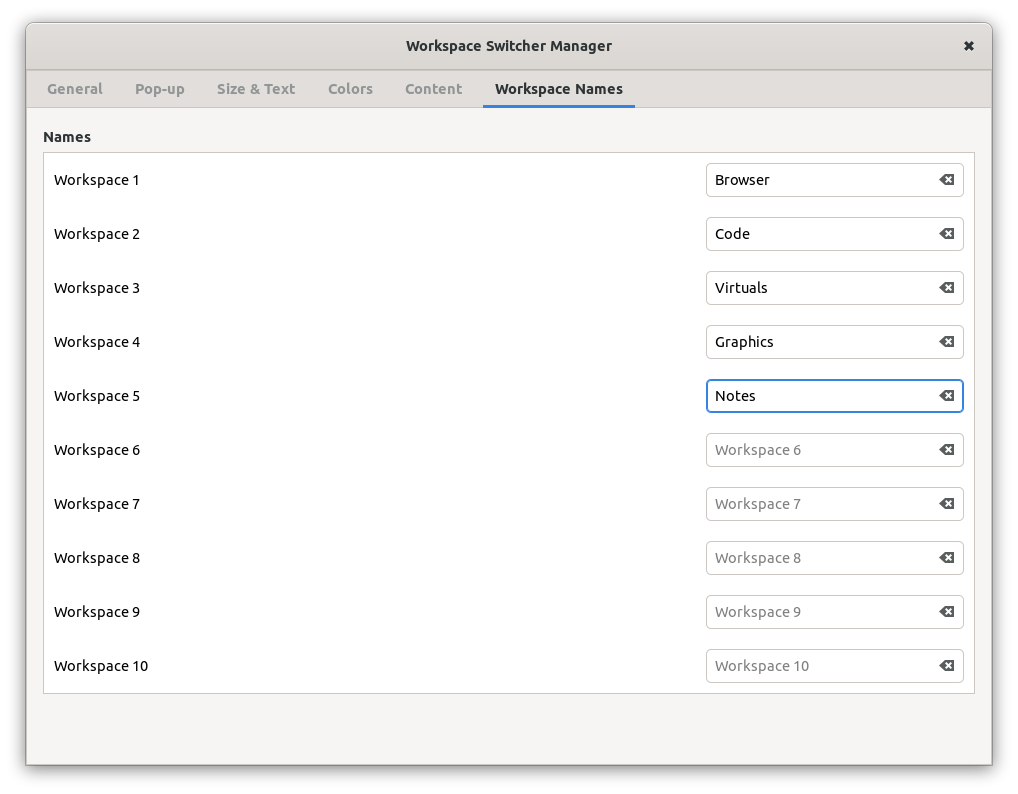 Workspace Switcher Manager
General Pop-up Size & Text Colors Content Workspace Names
Names
Workspace 1 Browser
Workspace 2 Code
Workspace 3 Virtuals
Workspace 4 Graphics
Workspace 5 Notes
Workspace 6 Workspace 6
Workspace 7 Workspace 7
Workspace 8 Workspace 8
Workspace 9 Workspace 9
Workspace 10 Workspace 10